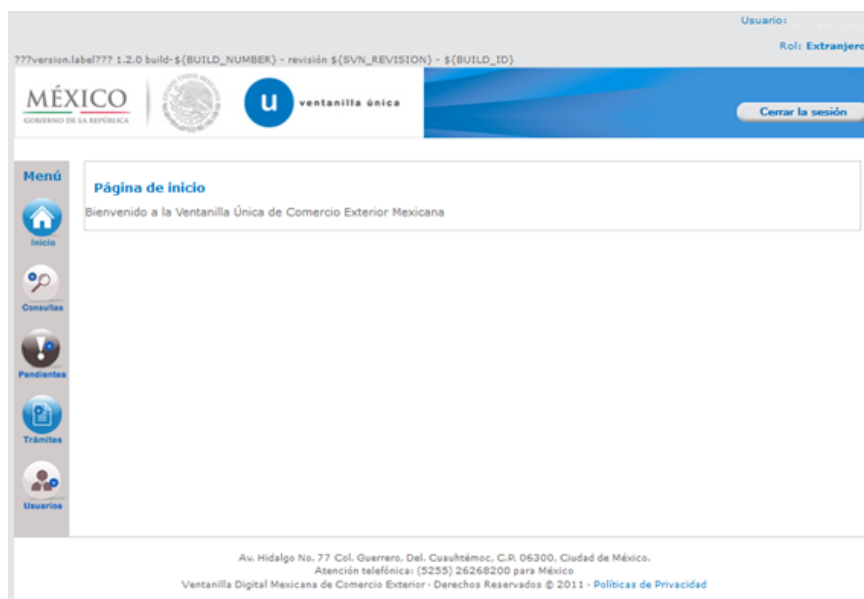 Usuario:
Rol: Extranjero
???version.label??? 1.2.0 build-${BUILD_NUMBER} - revisión ${SVN_REVISION} - ${BUILD_ID}
MÉXICO
GOBIERNO DE LA REPÚBLICA
u
ventanilla única
Cerrar la sesión
Menú
Página de inicio
Bienvenido a la Ventanilla Única de Comercio Exterior Mexicana
Inicio
Consultas
Pendientes
Trámites
Usuarios
Av. Hidalgo No. 77 Col. Guerrero, Del. Cuauhtémoc, C.P. 06300, Ciudad de México.
Atención telefónica: (5255) 26268200 para México
Ventanilla Digital Mexicana de Comercio Exterior - Derechos Reservados © 2011 - Políticas de Privacidad